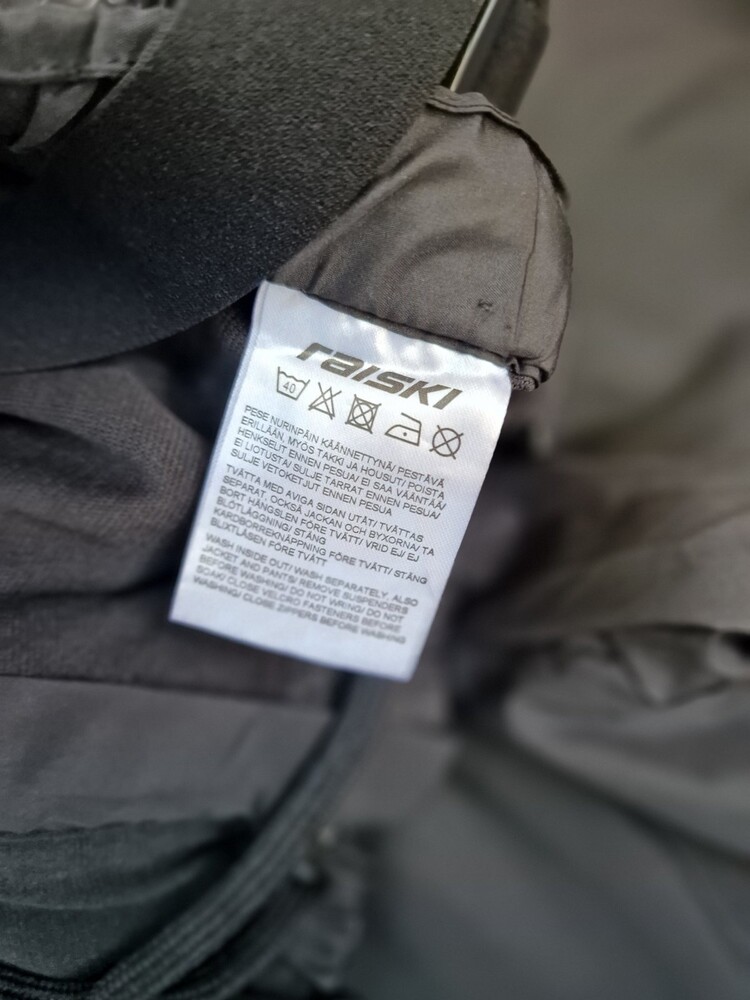 raiSKI
40
PESE NURINPÄIN KÄÄNNETTYNÄ/ PESTÄVÄ
ERILLÄÄN, MYÖS TAKKI JA HOUSUT/ POISTA
HENKSELIT ENNEN PESUA/ EI SAA VÄÄNTÄÄ/
EI LIOTUSTA/ SULJE TARRAT ENNEN PESUA/
SULJE VETOKETJUT ENNEN PESUA
TVÄTTA MED AVIGA SIDAN UTÅT/ TVÄTTAS
SEPARAT, OCKSÅ JACKAN OCH BYXORNA/ TA
BORT HÄNGSLEN FÖRE TVÄTT/ VRID EJ/ EJ
BLÖTLÄGGNING/ STÄNG
KARDBORREKNÄPPNING FÖRE TVÄTT/ STÄNG
BLIXTLÅSEN FÖRE TVÄTT
WASH INSIDE OUT/ WASH SEPARATELY, ALSO
JACKET AND PANTS/ REMOVE SUSPENDERS
BEFORE WASHING/ DO NOT WRING/ DO NOT
SOAK/ CLOSE VELCRO FASTENERS BEFORE
WASHING/ CLOSE ZIPPERS BEFORE WASHING